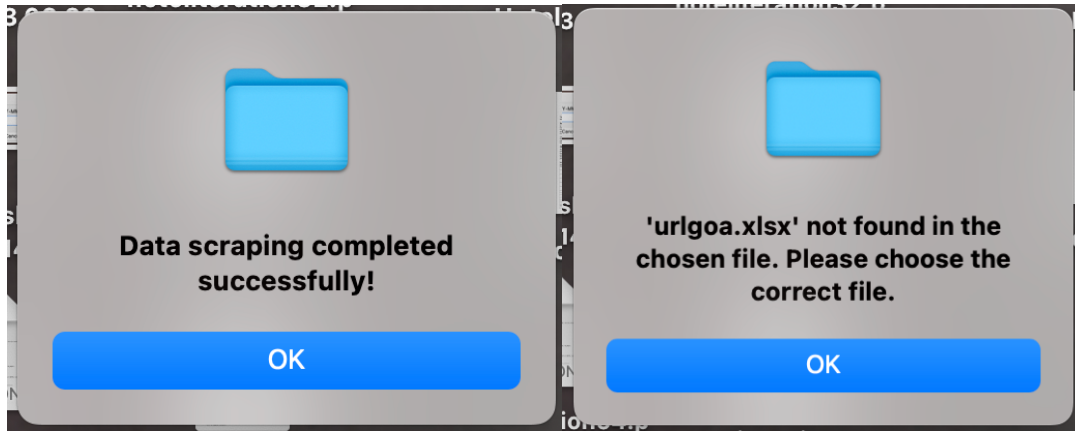 Data scraping completed
successfully!
OK
'urlgoa.xlsx' not found in the
chosen file. Please choose the
correct file.
OK